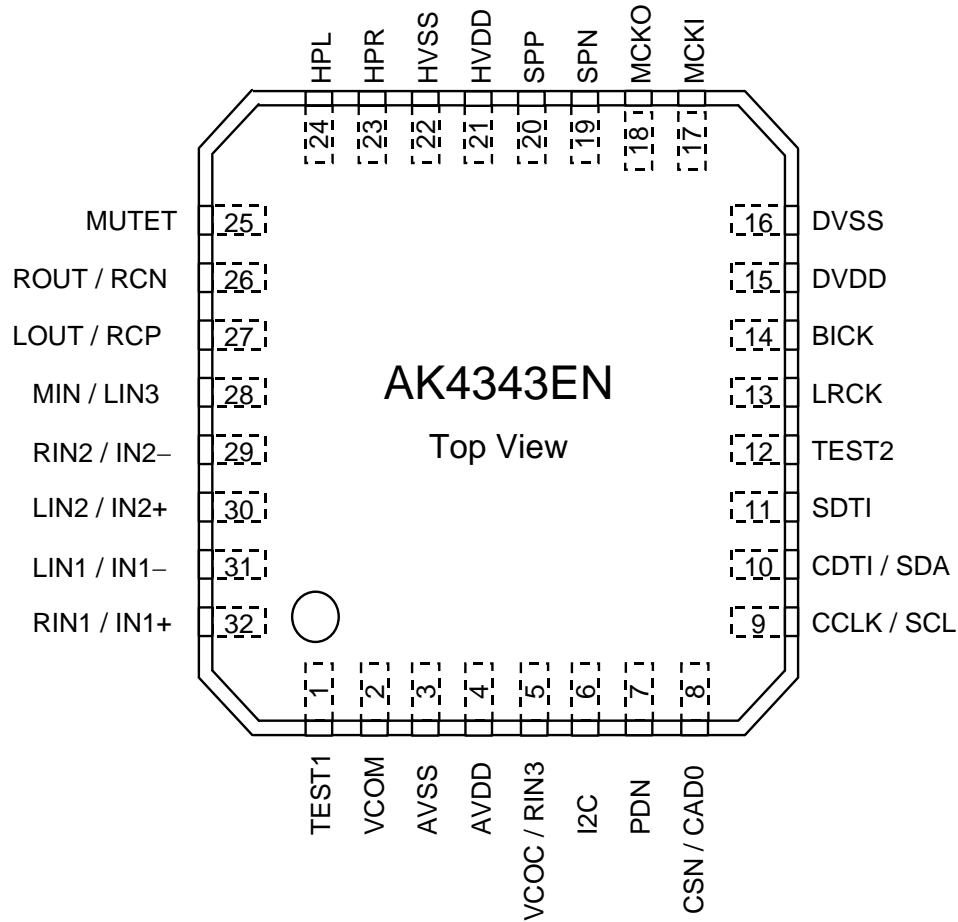 HPL HPR HVSS HVDD SPP SPN MCKO MCKI
24 23 22 21 20 19 18 17
MUTET 25 16 DVSS
ROUT / RCN 26 15 DVDD
LOUT / RCP 27 14 BICK
MIN / LIN3 28 13 LRCK
RIN2 / IN2− 29 12 TEST2
LIN2 / IN2+ 30 11 SDTI
LIN1 / IN1− 31 10 CDTI / SDA
RIN1 / IN1+ 32 9 CCLK / SCL
AK4343EN
Top View
1 2 3 4 5 6 7 8
TEST1 VCOM AVSS AVDD VCOC / RIN3 I2C PDN CSN / CAD0